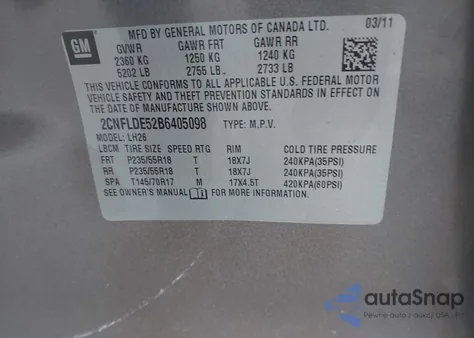 MFD BY GENERAL MOTORS OF CANADA LTD. 03/11
GM
GVWR GAWR FRT GAWR RR
2360 KG 1250 KG 1240 KG
5202 LB 2755 LB 2733 LB
THIS VEHICLE CONFORMS TO ALL APPLICABLE U.S. FEDERAL MOTOR
VEHICLE SAFETY AND THEFT PREVENTION STANDARDS IN EFFECT ON THE
DATE OF MANUFACTURE SHOWN ABOVE.
2CNFLDE52B6405098 TYPE: M.P.V.
MODEL: LH26
LBCM TIRE SIZE SPEED RTG RIM COLD TIRE PRESSURE
FRT P235/55R18 T 18X7J 240KPA(35PSI)
RR P235/55R18 T 18X7J 240KPA(35PSI)
SPA T145/70R17 M 17X4.5T 420KPA(60PSI)
SEE OWNER'S MANUAL FOR MORE INFORMATION
autoSnap